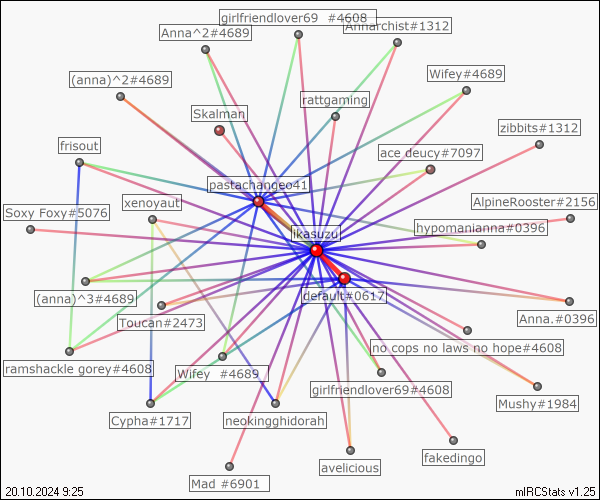 girlfriendlover69 #4608
Annarchist#1312
Anna^2#4689
(anna)^2#4689
Wifey#4689
rattgaming
Skalman
zibbits#1312
frisout
ace deucy#7097
pastachangeo41
xenoyaut
AlpineRooster#2156
Soxy Foxy#5076
hypomanianna#0396
ikasuzu
(anna)^3#4689
default#0617
Toucan#2473
Anna.#0396
no cops no laws no hope#4608
ramshackle gorey#4608
Wifey #4689
girlfriendlover69#4608
Mushy#1984
Cypha#1717
neokingghidorah
fakedingo
avelicious
Mad #6901
20.10.2024 9:25
mIRCStats v1.25